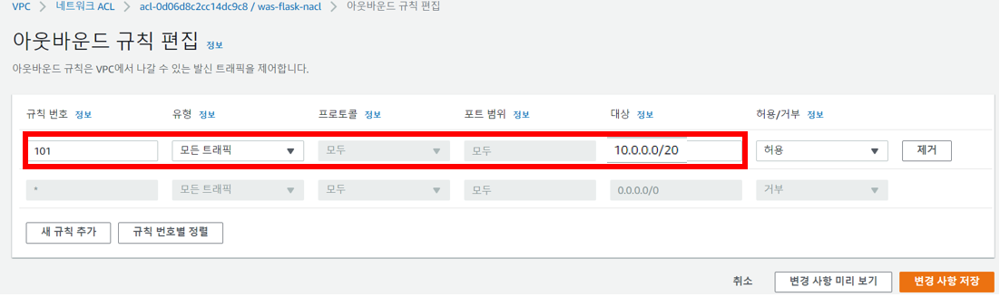 VPC > 네트워크 ACL > acl-0d06d8c2cc14dc9c8 / was-flask-nacl > 아웃바운드 규칙 편집
아웃바운드 규칙 편집 정보
아웃바운드 규칙은 VPC에서 나갈 수 있는 발신 트래픽을 제어합니다.
규칙 번호 정보 유형 정보 프로토콜 정보 포트 범위 정보 대상 정보 허용/거부 정보
101 모든 트래픽 모두 모두 10.0.0.0/20 허용 제거
* 모든 트래픽 모두 모두 0.0.0.0/0 거부
새 규칙 추가 규칙 번호별 정렬
취소 변경 사항 미리 보기 변경 사항 저장